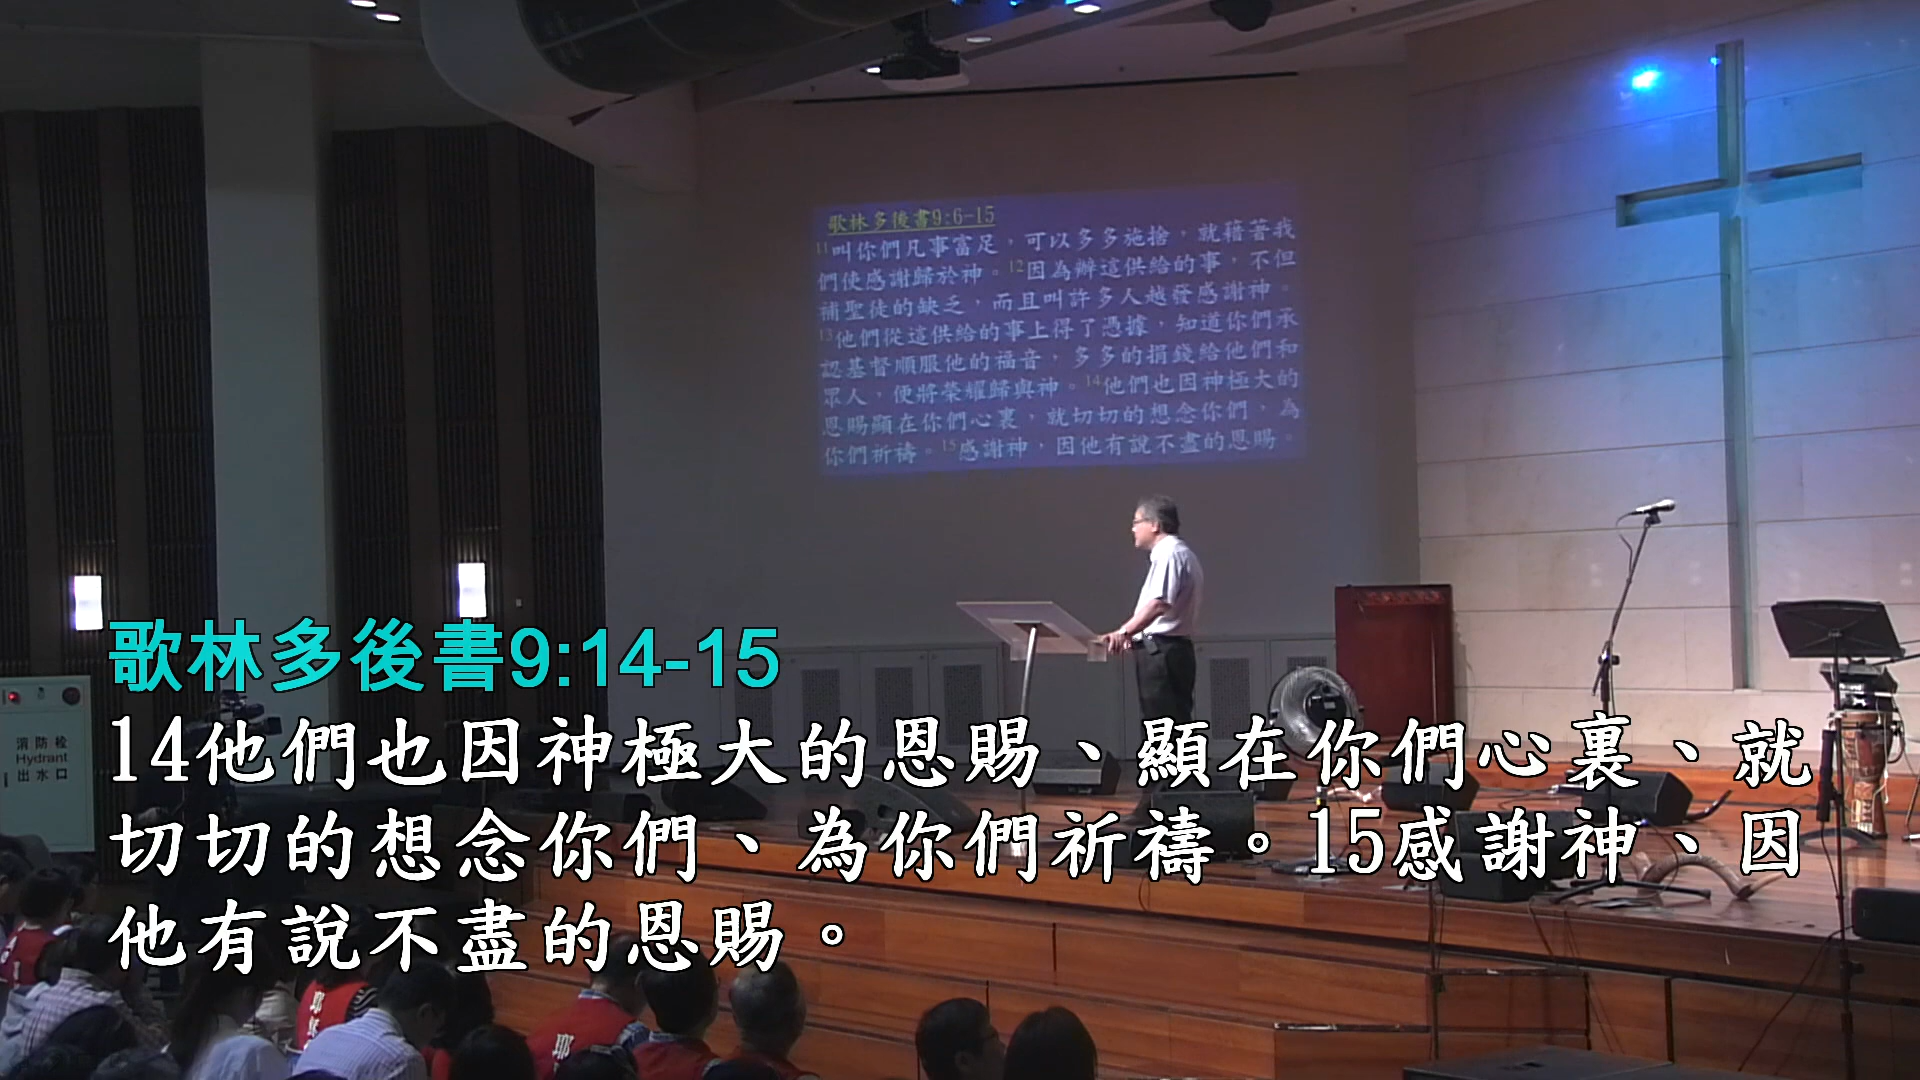 歌林多後書9:6-15
11叫你們凡事富足，可以多多施捨，就藉著我
們使感謝歸於神。12因為辦這供給的事，不但
補聖徒的缺乏，而且叫許多人越發感謝神。
13他們從這供給的事上得了憑據，知道你們承
認基督順服他的福音，多多的捐錢給他們和
眾人，便將榮耀歸與神。14他們也因神極大的
恩賜顯在你們心裏，就切切的想念你們，為
你們祈禱。15感謝神，因他有說不盡的恩賜。
歌林多後書9:14-15
14他們也因神極大的恩賜、顯在你們心裏、就
切切的想念你們、為你們祈禱。15感謝神、因
他有說不盡的恩賜。
消防栓
Hydrant
出水口
耶
耶